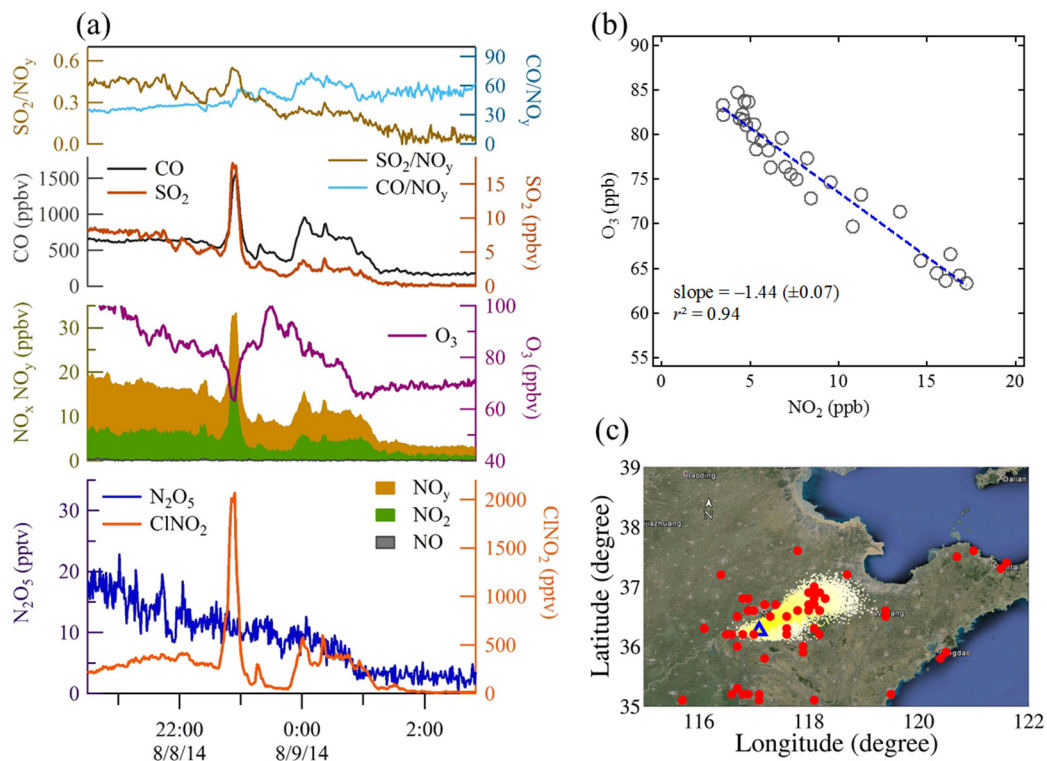 (a)
0.6
0.3
0.0
SO2/NOy
90
60
30
0
CO/NOy
CO
SO2
SO2/NOy
CO/NOy
1500
1000
500
0
CO (ppbv)
15
10
5
0
SO2 (ppbv)
30
20
10
0
NOx NOy (ppbv)
O3
100
80
60
40
O3 (ppbv)
N2O5
ClNO2
NOy
NO2
NO
30
20
10
0
N2O5 (pptv)
2000
1500
500
0
ClNO2 (pptv)
22:00
8/8/14
0:00
8/9/14
2:00
(b)
90
85
80
75
70
65
60
55
O3 (ppb)
slope = –1.44 (±0.07)
r² = 0.94
0
5
10
15
20
NO2 (ppb)
(c)
39
38
37
36
35
Latitude (degree)
Baoding
Dalian
jiazhuang
N
116
118
120
122
Longitude (degree)